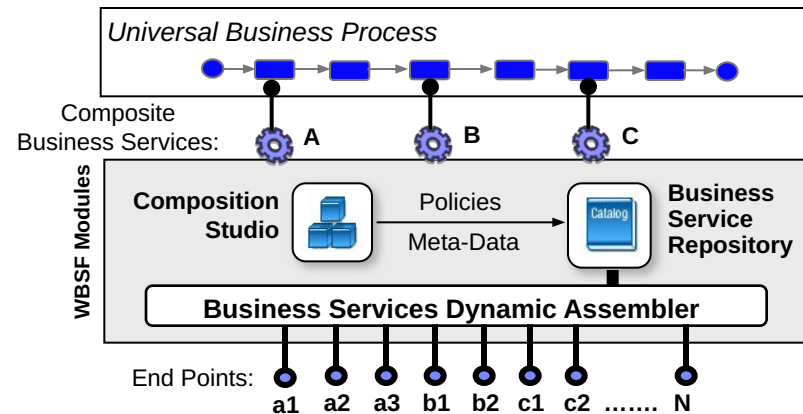 Universal Business Process
Composite
Business Services:
A
B
C
WBSF Modules
Composition
Studio
Policies
Meta-Data
Catalog
Business
Service
Repository
Business Services Dynamic Assembler
End Points:
a1 a2 a3 b1 b2 c1 c2 ....... N